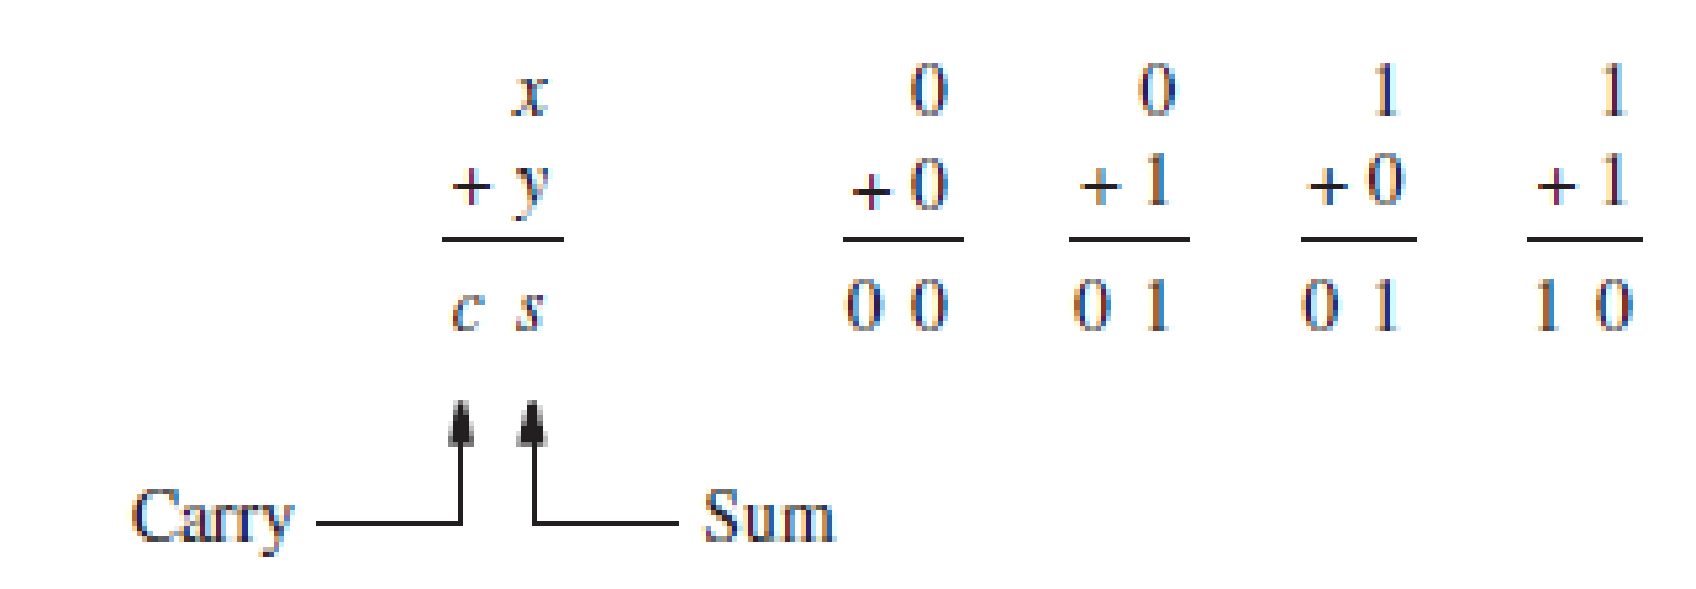 x 0 0 1 1
+ y + 0 + 1 + 0 + 1
c s 0 0 0 1 0 1 1 0
Carry Sum